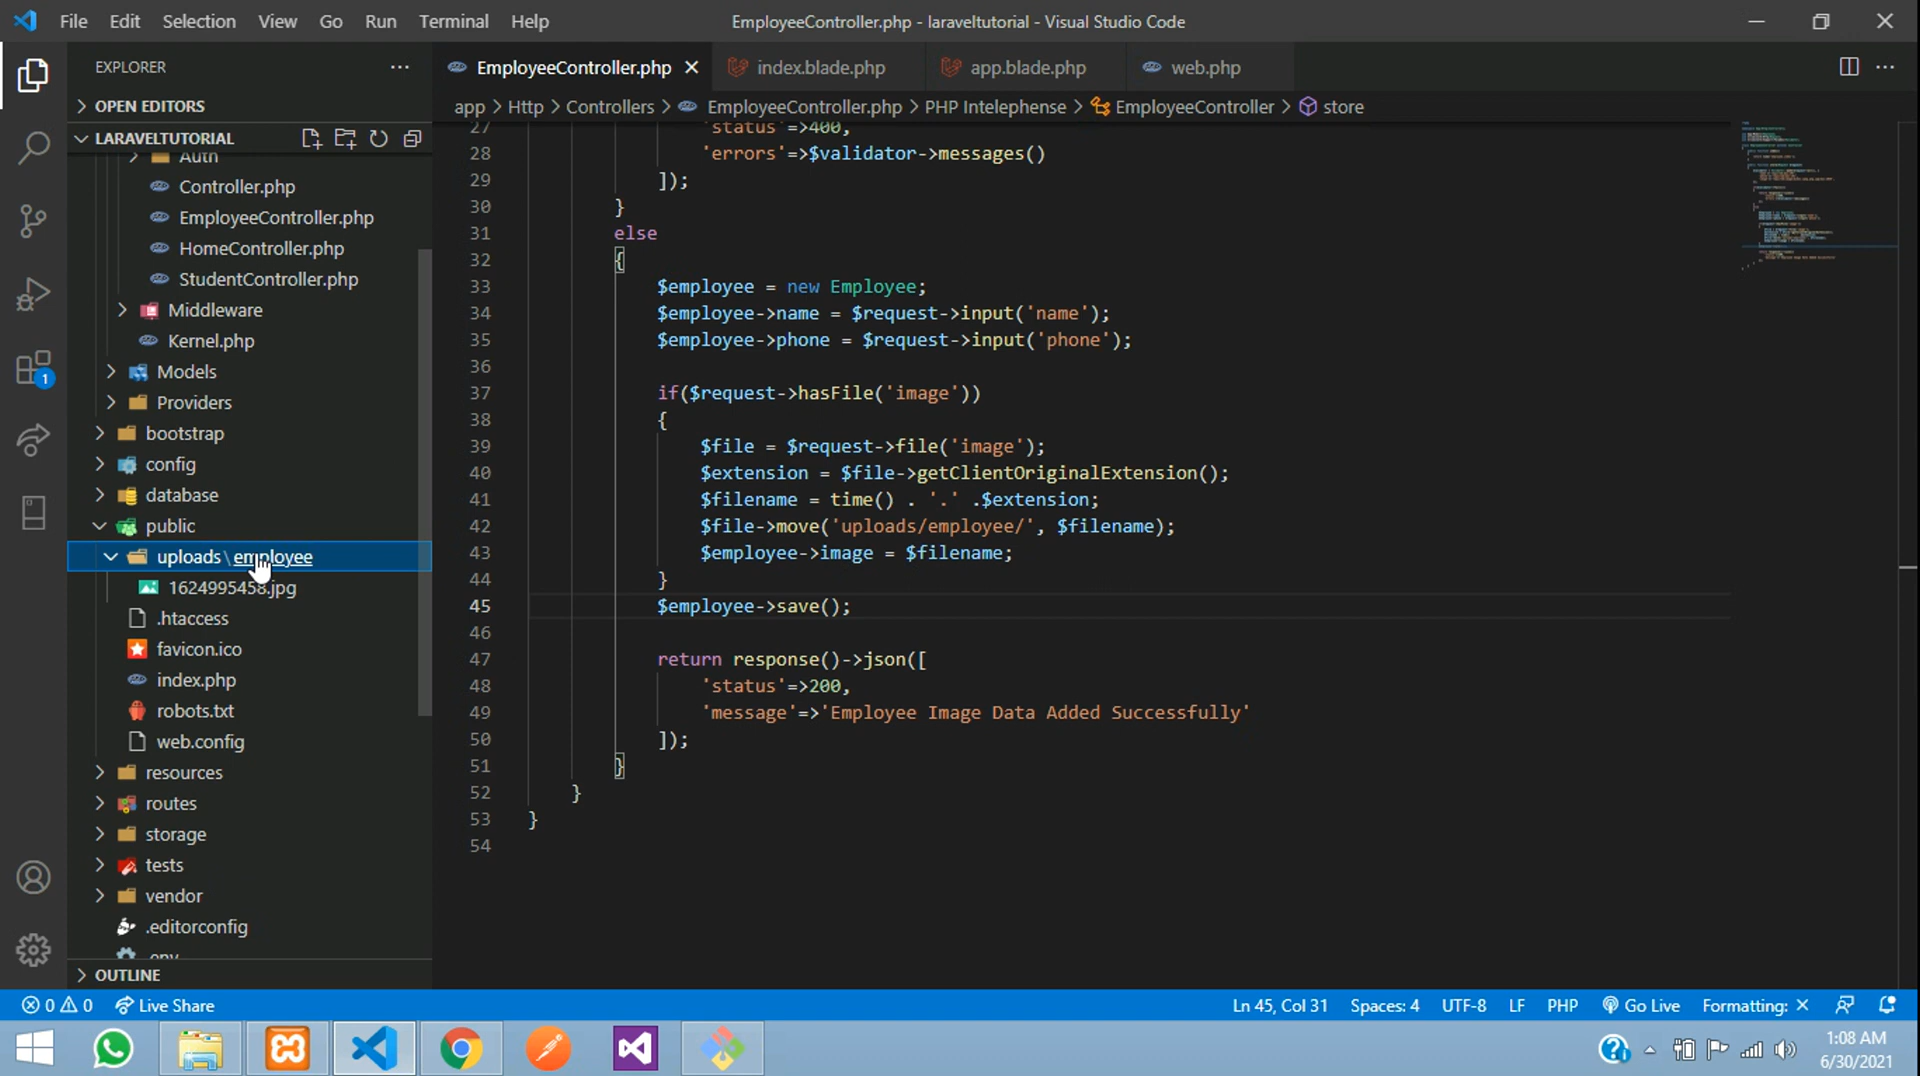 File Edit Selection View Go Run Terminal Help
EmployeeController.php - laraveltutorial - Visual Studio Code
EXPLORER
OPEN EDITORS
LARAVELTUTORIAL
Auth
Controller.php
EmployeeController.php
HomeController.php
StudentController.php
Middleware
Kernel.php
Models
Providers
bootstrap
config
database
public
uploads\employee
1624995458.jpg
.htaccess
favicon.ico
index.php
robots.txt
web.config
resources
routes
storage
tests
vendor
.editorconfig
.env
OUTLINE
1
EmployeeController.php index.blade.php app.blade.php web.php
app > Http > Controllers > EmployeeController.php > PHP Intelephense > EmployeeController > store
27 'status'=>400,
28 'errors'=>$validator->messages()
29 ]);
30 }
31 else
32 {
33 $employee = new Employee;
34 $employee->name = $request->input('name');
35 $employee->phone = $request->input('phone');
36
37 if($request->hasFile('image'))
38 {
39 $file = $request->file('image');
40 $extension = $file->getClientOriginalExtension();
41 $filename = time() . '.' .$extension;
42 $file->move('uploads/employee/', $filename);
43 $employee->image = $filename;
44 }
45 $employee->save();
46
47 return response()->json([
48 'status'=>200,
49 'message'=>'Employee Image Data Added Successfully'
50 ]);
51 }
52 }
53 }
54
0 0 Live Share
Ln 45, Col 31 Spaces: 4 UTF-8 LF PHP Go Live Formatting: ×
1:08 AM
6/30/2021